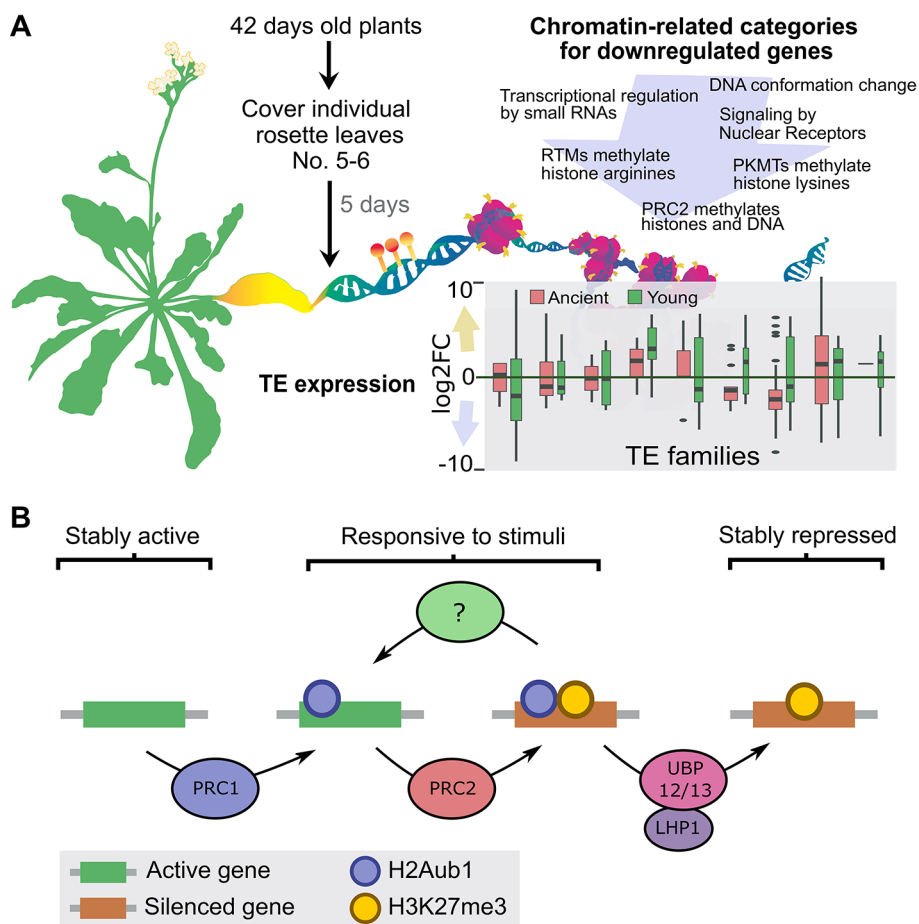 A
42 days old plants
Cover individual
rosette leaves
No. 5-6
5 days
Chromatin-related categories
for downregulated genes
Transcriptional regulation
by small RNAs
DNA conformation change
Signaling by
Nuclear Receptors
RTMs methylate
histone arginines
PKMTs methylate
histone lysines
PRC2 methylates
histones and DNA
TE expression
10
0
-10
log2FC
Ancient
Young
TE families
B
Stably active
Responsive to stimuli
Stably repressed
?
PRC1
PRC2
UBP
12/13
LHP1
Active gene
H2Aub1
Silenced gene
H3K27me3